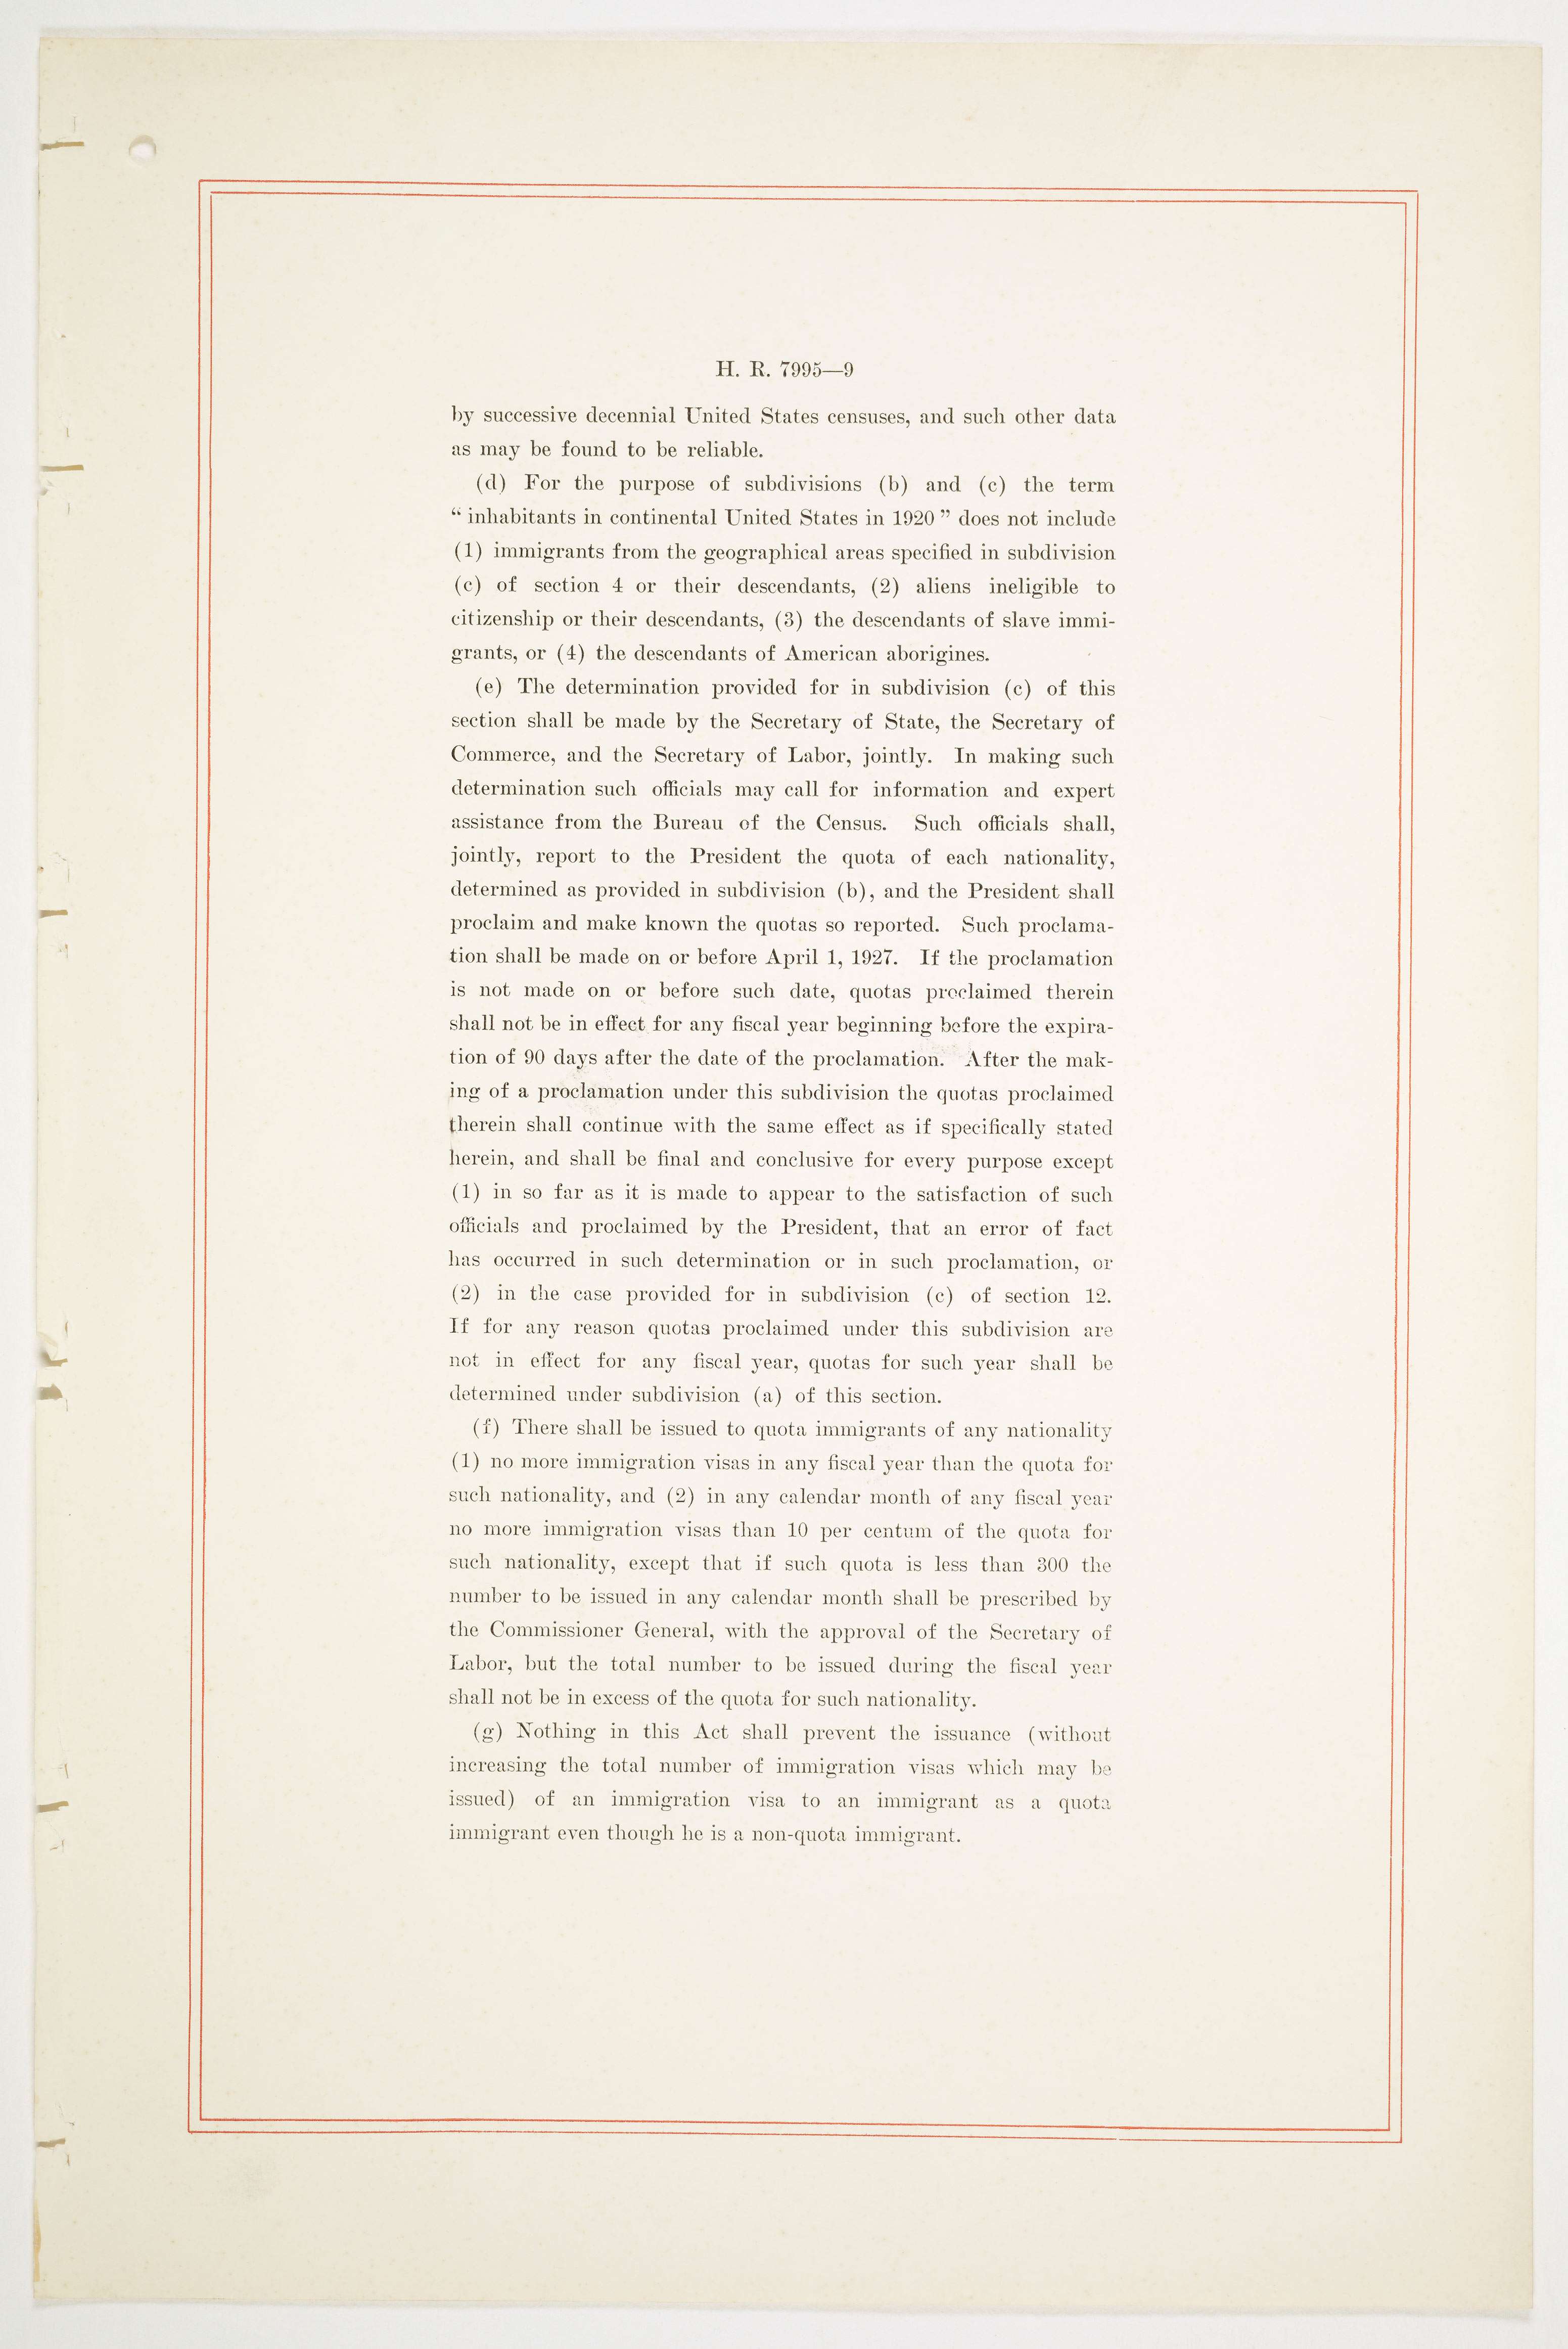 H. R. 7995—9
by successive decennial United States censuses, and such other data
as may be found to be reliable.
(d) For the purpose of subdivisions (b) and (c) the term
“ inhabitants in continental United States in 1920 ” does not include
(1) immigrants from the geographical areas specified in subdivision
(c) of section 4 or their descendants, (2) aliens ineligible to
citizenship or their descendants, (3) the descendants of slave immi-
grants, or (4) the descendants of American aborigines.
(e) The determination provided for in subdivision (c) of this
section shall be made by the Secretary of State, the Secretary of
Commerce, and the Secretary of Labor, jointly. In making such
determination such officials may call for information and expert
assistance from the Bureau of the Census. Such officials shall,
jointly, report to the President the quota of each nationality,
determined as provided in subdivision (b), and the President shall
proclaim and make known the quotas so reported. Such proclama-
tion shall be made on or before April 1, 1927. If the proclamation
is not made on or before such date, quotas proclaimed therein
shall not be in effect for any fiscal year beginning before the expira-
tion of 90 days after the date of the proclamation. After the mak-
ing of a proclamation under this subdivision the quotas proclaimed
therein shall continue with the same effect as if specifically stated
herein, and shall be final and conclusive for every purpose except
(1) in so far as it is made to appear to the satisfaction of such
officials and proclaimed by the President, that an error of fact
has occurred in such determination or in such proclamation, or
(2) in the case provided for in subdivision (c) of section 12.
If for any reason quotas proclaimed under this subdivision are
not in effect for any fiscal year, quotas for such year shall be
determined under subdivision (a) of this section.
(f) There shall be issued to quota immigrants of any nationality
(1) no more immigration visas in any fiscal year than the quota for
such nationality, and (2) in any calendar month of any fiscal year
no more immigration visas than 10 per centum of the quota for
such nationality, except that if such quota is less than 300 the
number to be issued in any calendar month shall be prescribed by
the Commissioner General, with the approval of the Secretary of
Labor, but the total number to be issued during the fiscal year
shall not be in excess of the quota for such nationality.
(g) Nothing in this Act shall prevent the issuance (without
increasing the total number of immigration visas which may be
issued) of an immigration visa to an immigrant as a quota
immigrant even though he is a non-quota immigrant.